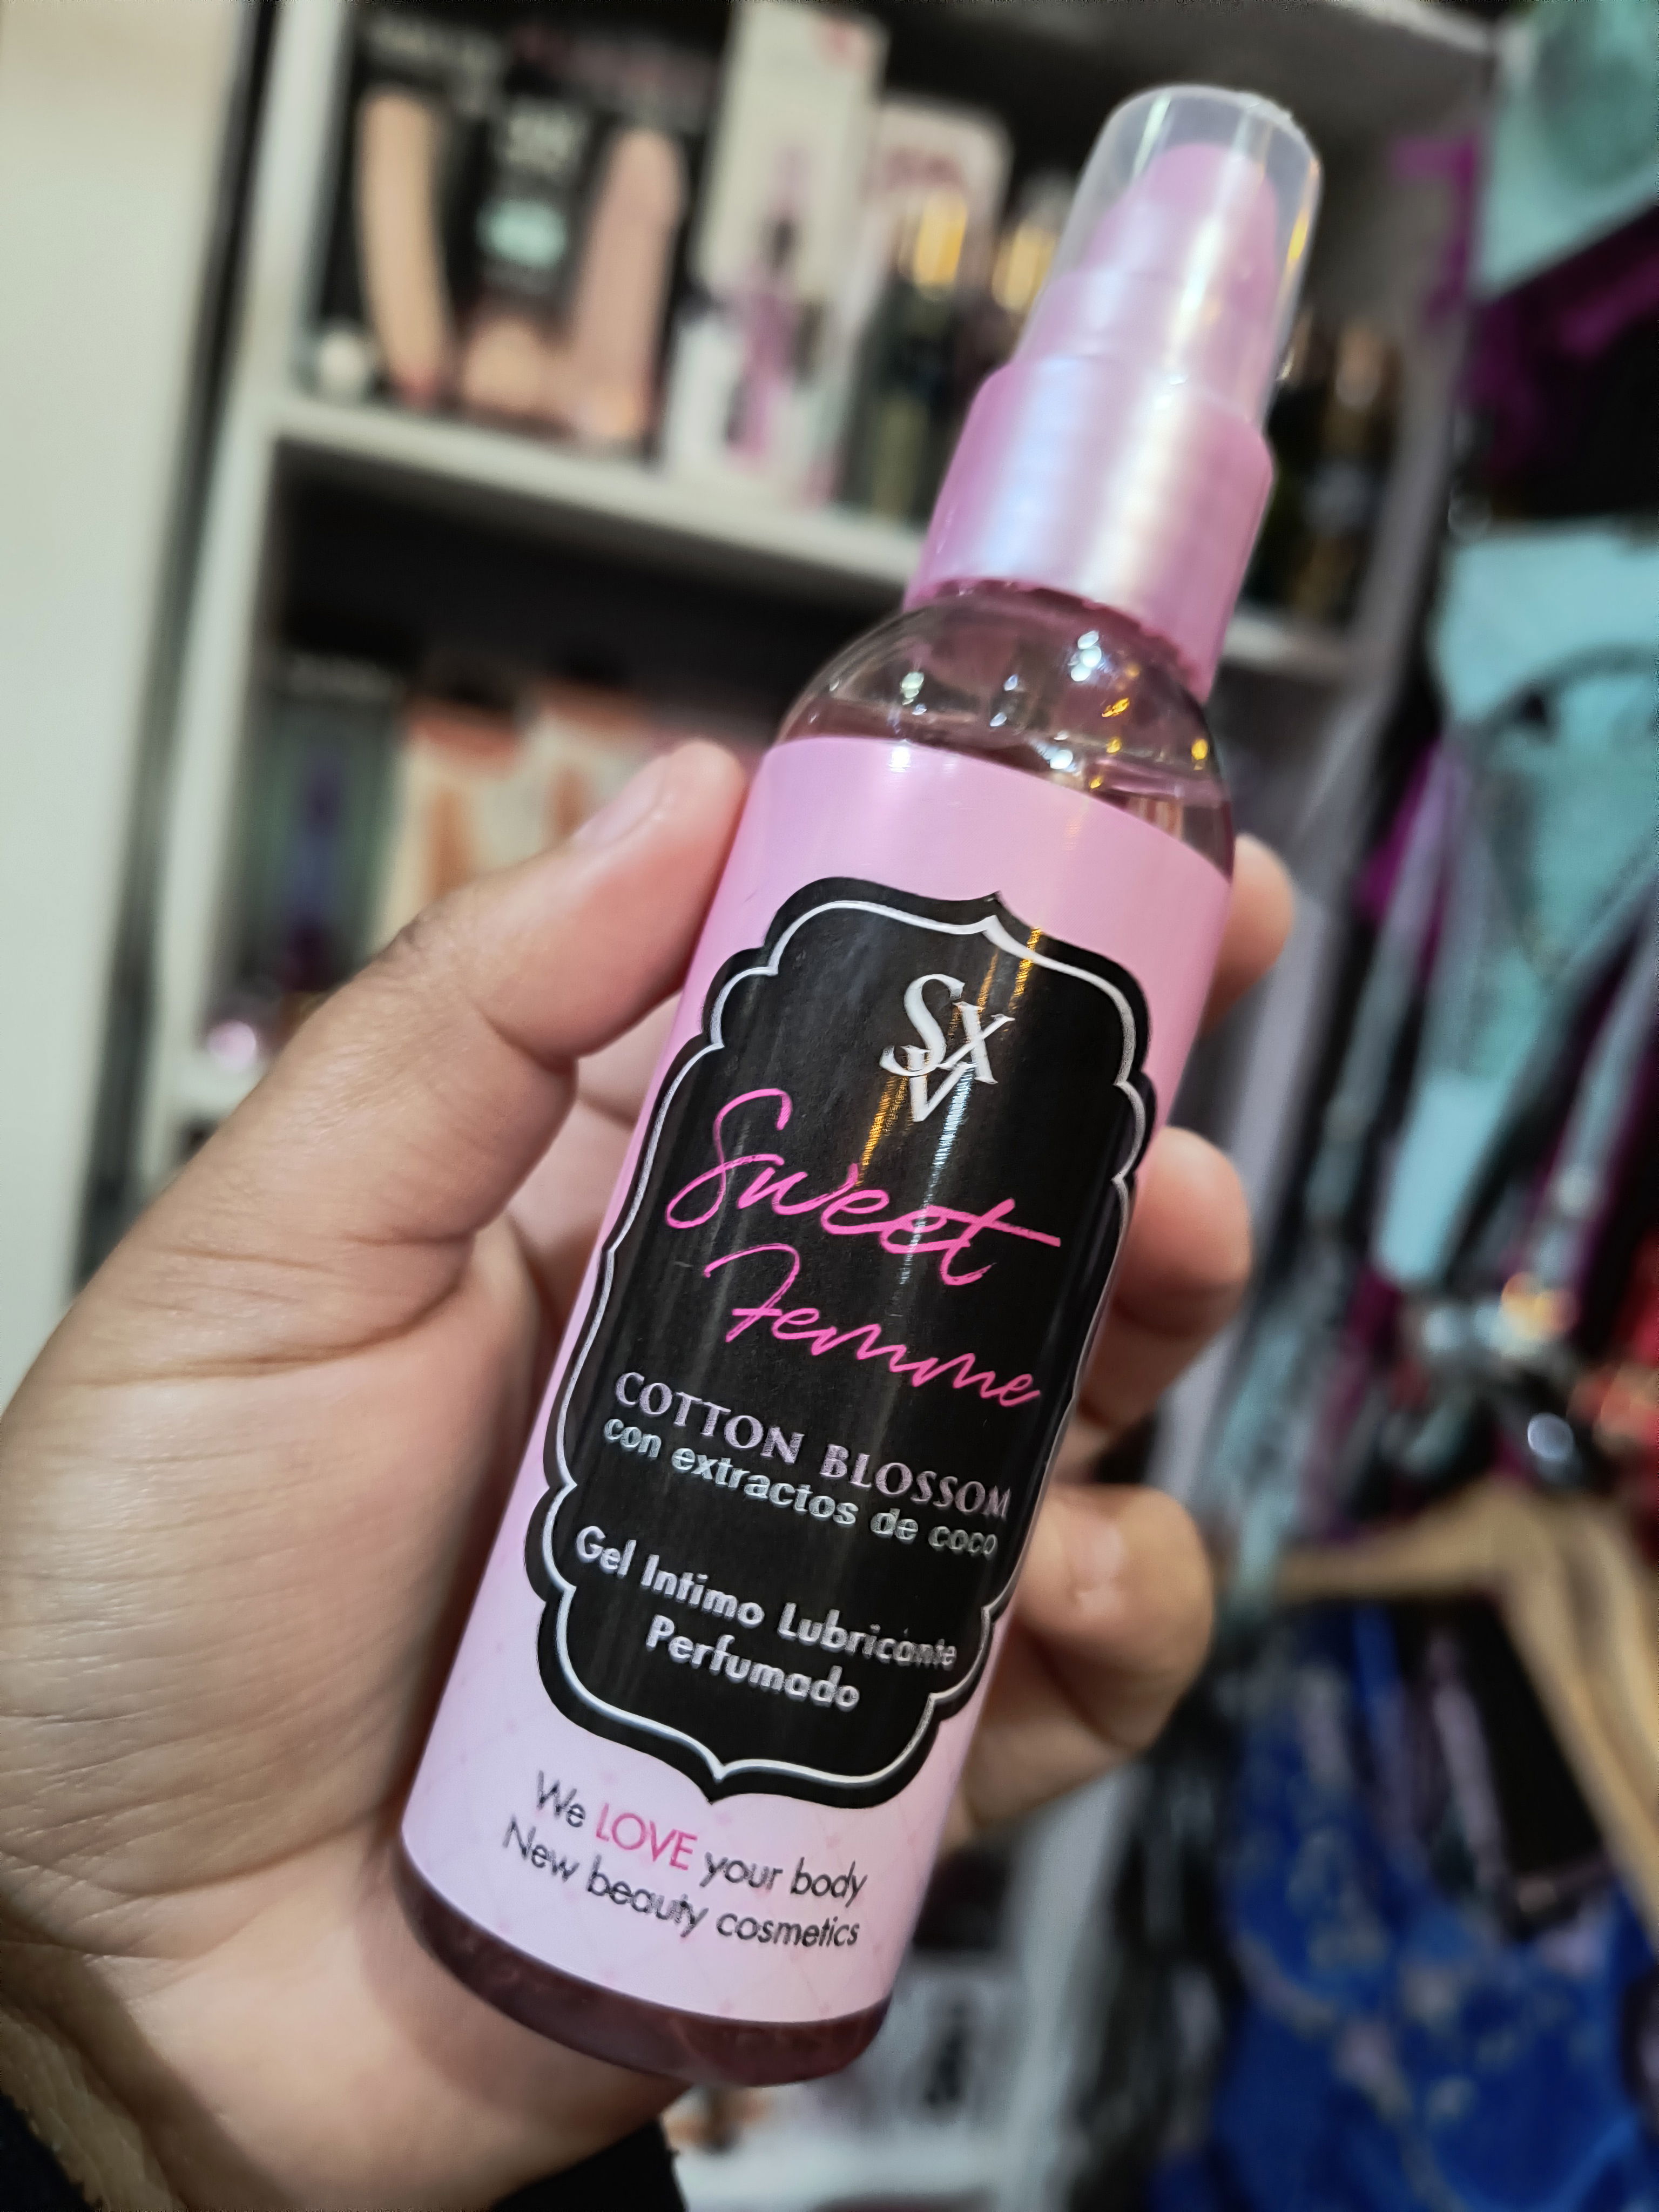 SXV
Sweet
Femme
COTTON BLOSSOM
con extractos de coco
Gel Intimo Lubricante
Perfumado
We LOVE your body
New beauty cosmetics